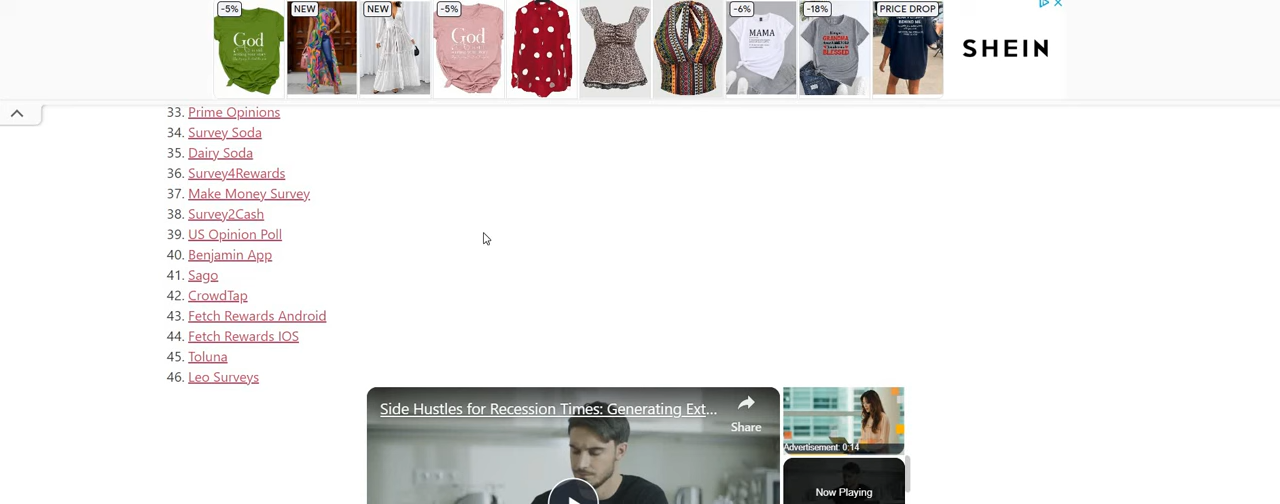 -5%
NEW
NEW
-5%
-6%
-18%
PRICE DROP
God
God
MAMA
GRANDMA
BLESSED
SHEIN
33. Prime Opinions
34. Survey Soda
35. Dairy Soda
36. Survey4Rewards
37. Make Money Survey
38. Survey2Cash
39. US Opinion Poll
40. Benjamin App
41. Sago
42. CrowdTap
43. Fetch Rewards Android
44. Fetch Rewards IOS
45. Toluna
46. Leo Surveys
Side Hustles for Recession Times: Generating Ext...
Share
Advertisement: 0:14
Now Playing